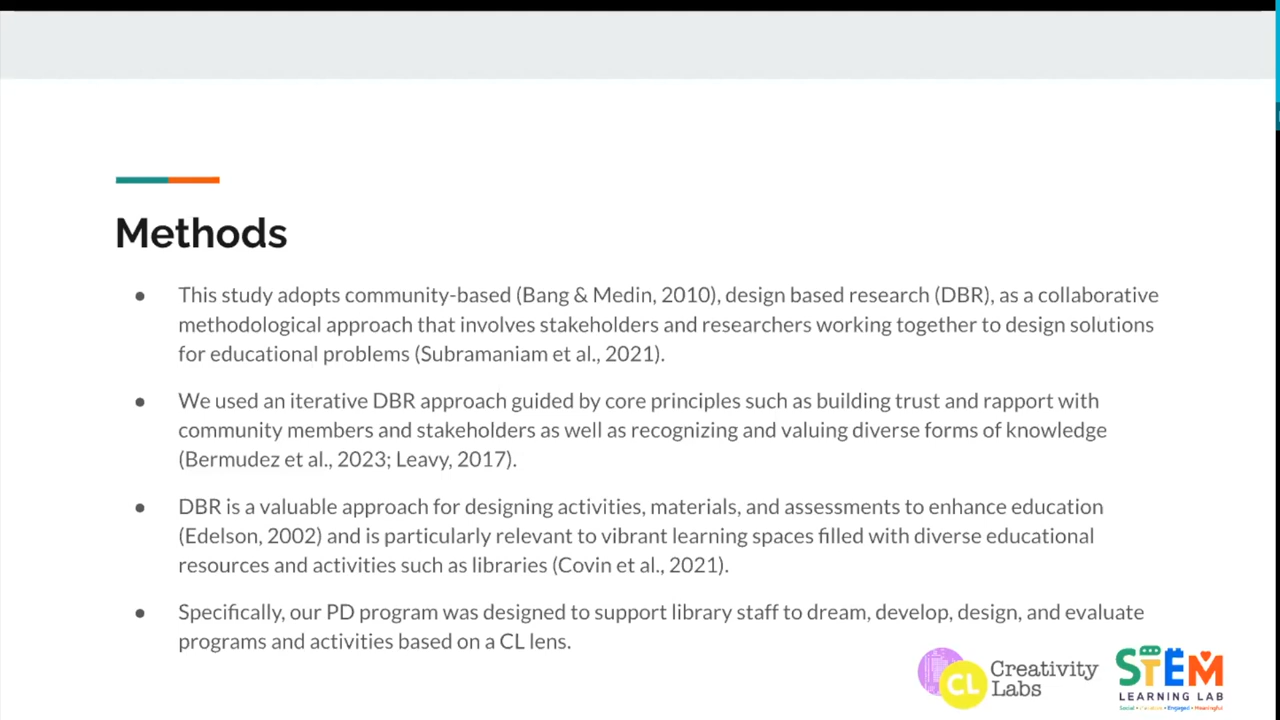 Methods
● This study adopts community-based (Bang & Medin, 2010), design based research (DBR), as a collaborative
methodological approach that involves stakeholders and researchers working together to design solutions
for educational problems (Subramaniam et al., 2021).
● We used an iterative DBR approach guided by core principles such as building trust and rapport with
community members and stakeholders as well as recognizing and valuing diverse forms of knowledge
(Bermudez et al., 2023; Leavy, 2017).
● DBR is a valuable approach for designing activities, materials, and assessments to enhance education
(Edelson, 2002) and is particularly relevant to vibrant learning spaces filled with diverse educational
resources and activities such as libraries (Covin et al., 2021).
● Specifically, our PD program was designed to support library staff to dream, develop, design, and evaluate
programs and activities based on a CL lens.
CL Creativity
Labs
STEM
LEARNING LAB
Social • • Engaged • Meaningful